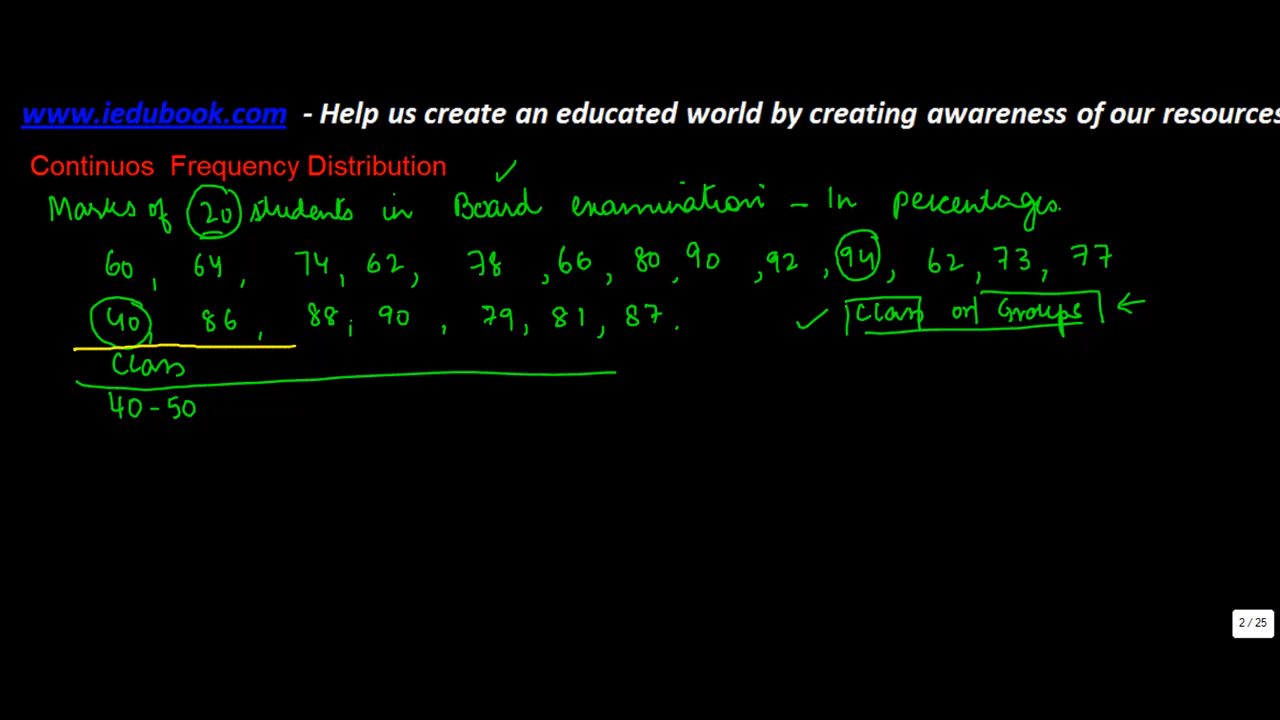 www.iedubook.com - Help us create an educated world by creating awareness of our resources
Continuos Frequency Distribution
Marks of 20 students in Board examination - In percentages.
60, 64, 74, 62, 78, 66, 80, 90, 92, 94, 62, 73, 77
40, 86, 88, 90, 79, 81, 87. Class or Groups
Class
40-50
2 / 25